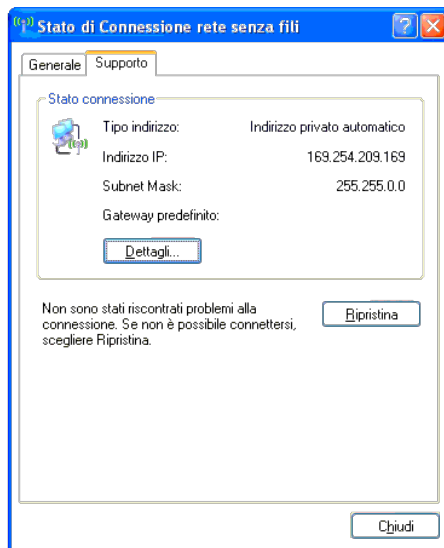 Stato di Connessione rete senza fili
Generale
Supporto
Stato connessione
Tipo indirizzo: Indirizzo privato automatico
Indirizzo IP: 169.254.209.169
Subnet Mask: 255.255.0.0
Gateway predefinito:
Dettagli...
Non sono stati riscontrati problemi alla
connessione. Se non è possibile connettersi,
scegliere Ripristina.
Ripristina
Chiudi